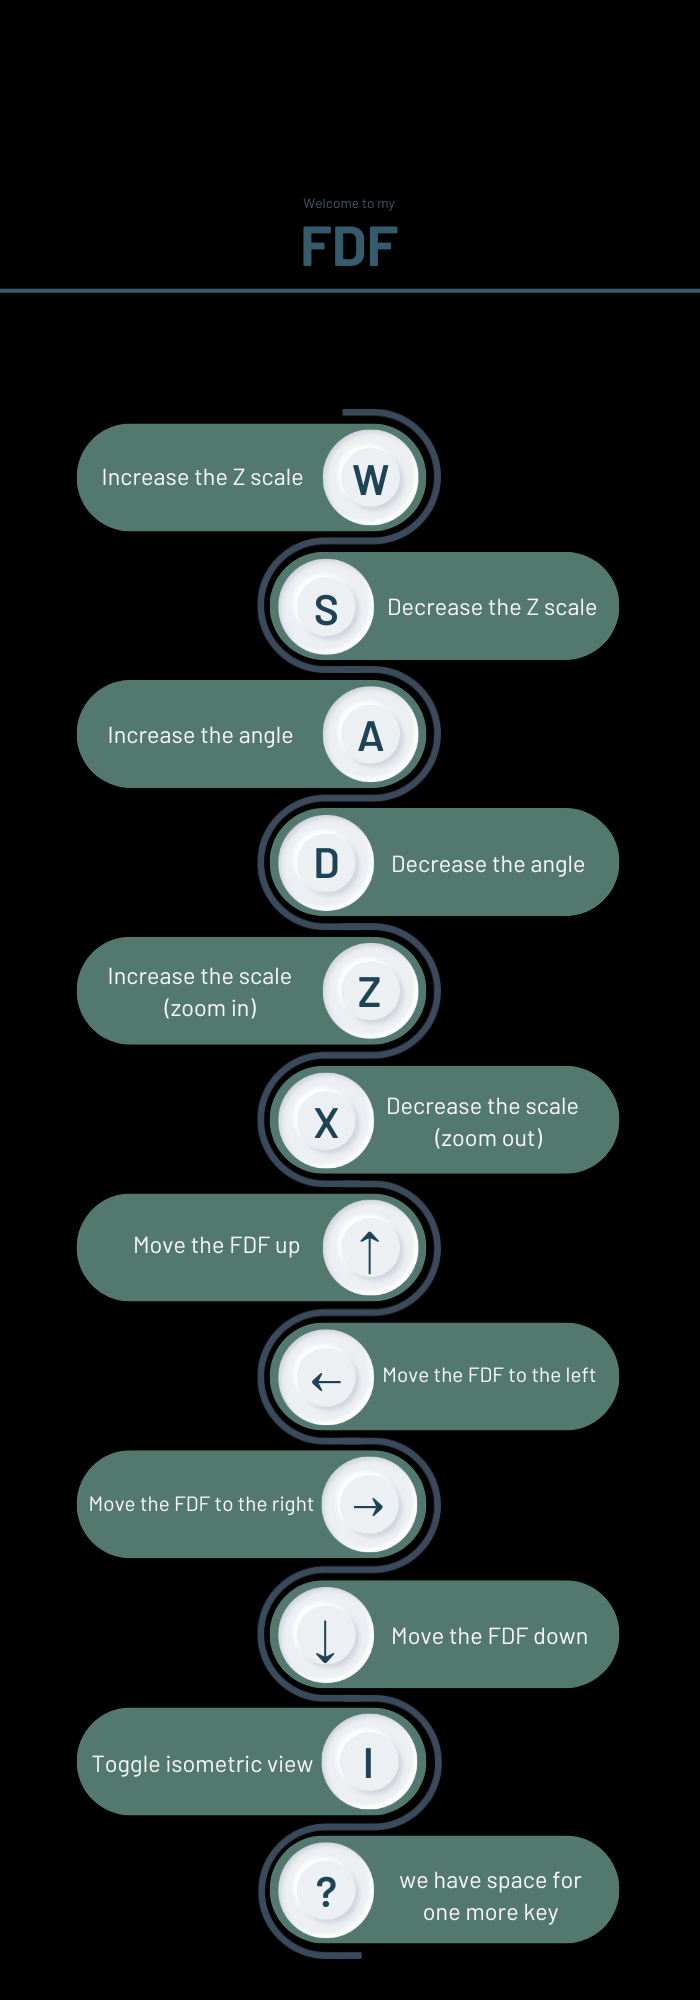 Welcome to my
FDF
Increase the Z scale
W
S
Decrease the Z scale
Increase the angle
A
D
Decrease the angle
Increase the scale
(zoom in)
Z
X
Decrease the scale
(zoom out)
Move the FDF up
↑
←
Move the FDF to the left
Move the FDF to the right
→
↓
Move the FDF down
Toggle isometric view
I
?
we have space for
one more key